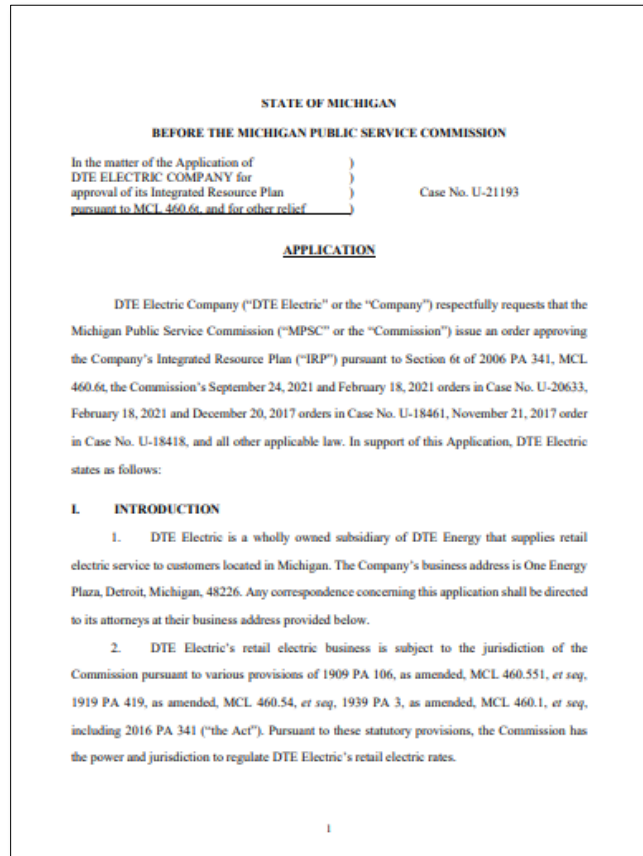 STATE OF MICHIGAN
BEFORE THE MICHIGAN PUBLIC SERVICE COMMISSION
In the matter of the Application of )
DTE ELECTRIC COMPANY for )
approval of its Integrated Resource Plan ) Case No. U-21193
pursuant to MCL 460.6t, and for other relief )
APPLICATION
DTE Electric Company (“DTE Electric” or the “Company”) respectfully requests that the
Michigan Public Service Commission (“MPSC” or the “Commission”) issue an order approving
the Company’s Integrated Resource Plan (“IRP”) pursuant to Section 6t of 2006 PA 341, MCL
460.6t, the Commission’s September 24, 2021 and February 18, 2021 orders in Case No. U-20633,
February 18, 2021 and December 20, 2017 orders in Case No. U-18461, November 21, 2017 order
in Case No. U-18418, and all other applicable law. In support of this Application, DTE Electric
states as follows:
I. INTRODUCTION
1. DTE Electric is a wholly owned subsidiary of DTE Energy that supplies retail
electric service to customers located in Michigan. The Company’s business address is One Energy
Plaza, Detroit, Michigan, 48226. Any correspondence concerning this application shall be directed
to its attorneys at their business address provided below.
2. DTE Electric’s retail electric business is subject to the jurisdiction of the
Commission pursuant to various provisions of 1909 PA 106, as amended, MCL 460.551, et seq,
1919 PA 419, as amended, MCL 460.54, et seq, 1939 PA 3, as amended, MCL 460.1, et seq,
including 2016 PA 341 (“the Act”). Pursuant to these statutory provisions, the Commission has
the power and jurisdiction to regulate DTE Electric’s retail electric rates.
1